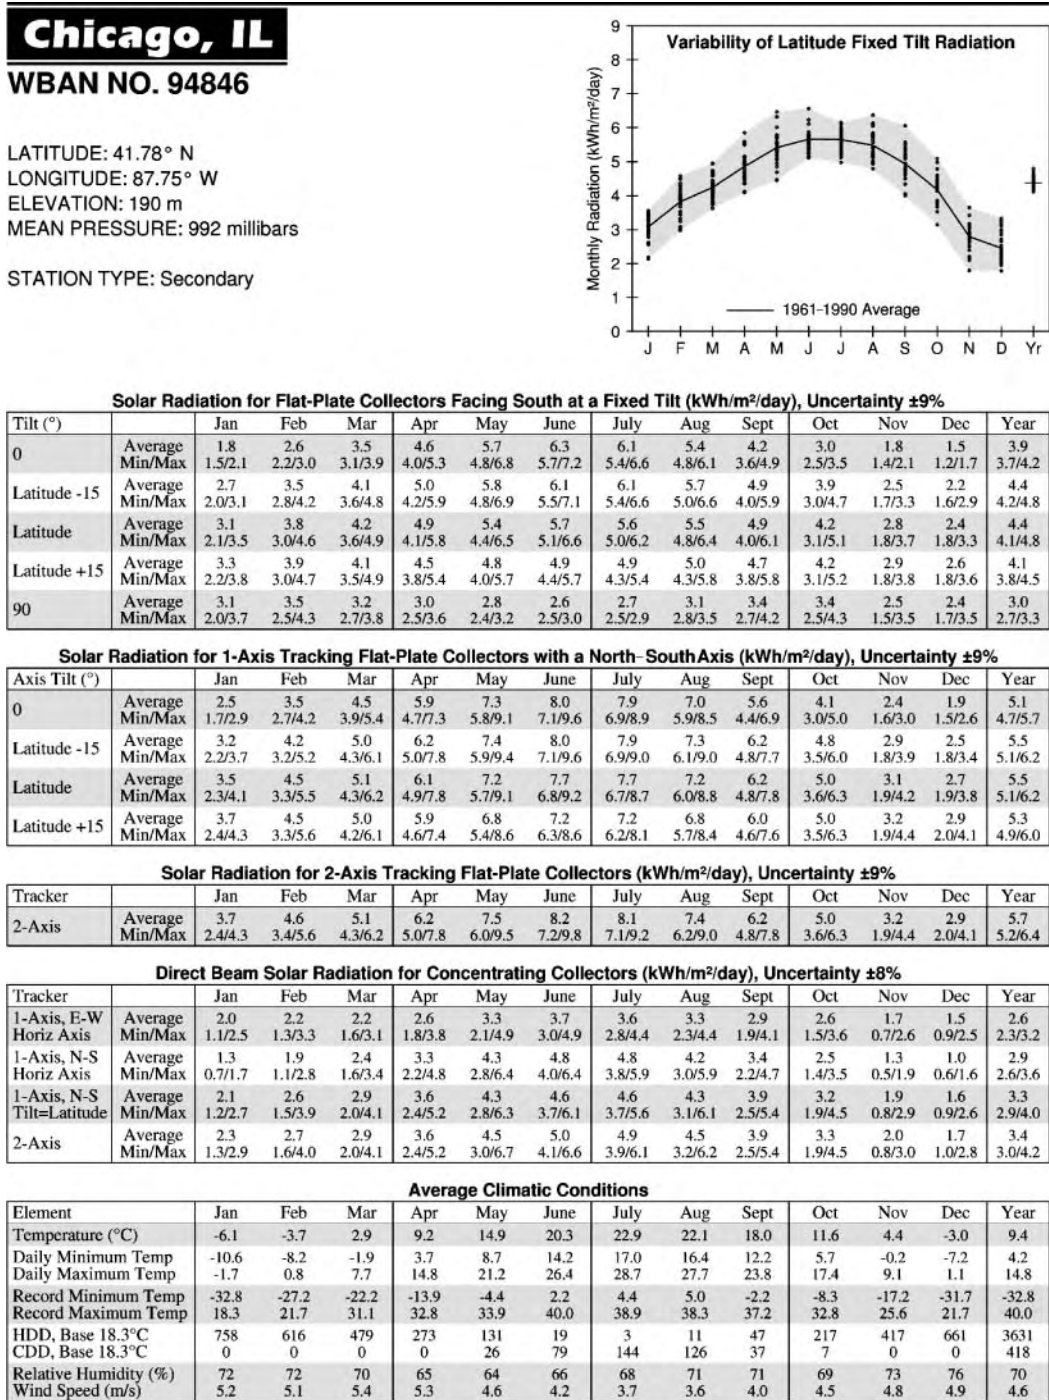 Chicago, IL
WBAN NO. 94846
LATITUDE: 41.78° N
LONGITUDE: 87.75° W
ELEVATION: 190 m
MEAN PRESSURE: 992 millibars
STATION TYPE: Secondary
Variability of Latitude Fixed Tilt Radiation
Monthly Radiation (kWh/m²/day)
9
8
7
6
5
4
3
2
1
0
1961-1990 Average
J F M A M J J A S O N D Yr
Solar Radiation for Flat-Plate Collectors Facing South at a Fixed Tilt (kWh/m²/day), Uncertainty ±9%
Tilt (°) Jan Feb Mar Apr May June July Aug Sept Oct Nov Dec Year
0 Average 1.8 2.6 3.5 4.6 5.7 6.3 6.1 5.4 4.2 3.0 1.8 1.5 3.9
Min/Max 1.5/2.1 2.2/3.0 3.1/3.9 4.0/5.3 4.8/6.8 5.7/7.2 5.4/6.6 4.8/6.1 3.6/4.9 2.5/3.5 1.4/2.1 1.2/1.7 3.7/4.2
Latitude -15 Average 2.7 3.5 4.1 5.0 5.8 6.1 6.1 5.7 4.9 3.9 2.5 2.2 4.4
Min/Max 2.0/3.1 2.8/4.2 3.6/4.8 4.2/5.9 4.8/6.9 5.5/7.1 5.4/6.6 5.0/6.6 4.0/5.9 3.0/4.7 1.7/3.3 1.6/2.9 4.2/4.8
Latitude Average 3.1 3.8 4.2 4.9 5.4 5.7 5.6 5.5 4.9 4.2 2.8 2.4 4.4
Min/Max 2.1/3.5 3.0/4.6 3.6/4.9 4.1/5.8 4.4/6.5 5.1/6.6 5.0/6.2 4.8/6.4 4.0/6.1 3.1/5.1 1.8/3.7 1.8/3.3 4.1/4.8
Latitude +15 Average 3.3 3.9 4.1 4.5 4.8 4.9 4.9 5.0 4.7 4.2 2.9 2.6 4.1
Min/Max 2.2/3.8 3.0/4.7 3.5/4.9 3.8/5.4 4.0/5.7 4.4/5.7 4.3/5.4 4.3/5.8 3.8/5.8 3.1/5.2 1.8/3.8 1.8/3.6 3.8/4.5
90 Average 3.1 3.5 3.2 3.0 2.8 2.6 2.7 3.1 3.4 3.4 2.5 2.4 3.0
Min/Max 2.0/3.7 2.5/4.3 2.7/3.8 2.5/3.6 2.4/3.2 2.5/3.0 2.5/2.9 2.8/3.5 2.7/4.2 2.5/4.3 1.5/3.5 1.7/3.5 2.7/3.3
Solar Radiation for 1-Axis Tracking Flat-Plate Collectors with a North-South Axis (kWh/m²/day), Uncertainty ±9%
Axis Tilt (°) Jan Feb Mar Apr May June July Aug Sept Oct Nov Dec Year
0 Average 2.5 3.5 4.5 5.9 7.3 8.0 7.9 7.0 5.6 4.1 2.4 1.9 5.1
Min/Max 1.7/2.9 2.7/4.2 3.9/5.4 4.7/7.3 5.8/9.1 7.1/9.6 6.9/8.9 5.9/8.5 4.4/6.9 3.0/5.0 1.6/3.0 1.5/2.6 4.7/5.7
Latitude -15 Average 3.2 4.2 5.0 6.2 7.4 8.0 7.9 7.3 6.2 4.8 2.9 2.5 5.5
Min/Max 2.2/3.7 3.2/5.2 4.3/6.1 5.0/7.8 5.9/9.4 7.1/9.6 6.9/9.0 6.1/9.0 4.8/7.7 3.5/6.0 1.8/3.9 1.8/3.4 5.1/6.2
Latitude Average 3.5 4.5 5.1 6.1 7.2 7.7 7.7 7.2 6.2 5.0 3.1 2.7 5.5
Min/Max 2.3/4.1 3.3/5.5 4.3/6.2 4.9/7.8 5.7/9.1 6.8/9.2 6.7/8.7 6.0/8.8 4.8/7.8 3.6/6.3 1.9/4.2 1.9/3.8 5.1/6.2
Latitude +15 Average 3.7 4.5 5.0 5.9 6.8 7.2 7.2 6.8 6.0 5.0 3.2 2.9 5.3
Min/Max 2.4/4.3 3.3/5.6 4.2/6.1 4.6/7.4 5.4/8.6 6.3/8.6 6.2/8.1 5.7/8.4 4.6/7.6 3.5/6.3 1.9/4.4 2.0/4.1 4.9/6.0
Solar Radiation for 2-Axis Tracking Flat-Plate Collectors (kWh/m²/day), Uncertainty ±9%
Tracker Jan Feb Mar Apr May June July Aug Sept Oct Nov Dec Year
2-Axis Average 3.7 4.6 5.1 6.2 7.5 8.2 8.1 7.4 6.2 5.0 3.2 2.9 5.7
Min/Max 2.4/4.3 3.4/5.6 4.3/6.2 5.0/7.8 6.0/9.5 7.2/9.8 7.1/9.2 6.2/9.0 4.8/7.8 3.6/6.3 1.9/4.4 2.0/4.1 5.2/6.4
Direct Beam Solar Radiation for Concentrating Collectors (kWh/m²/day), Uncertainty ±8%
Tracker Jan Feb Mar Apr May June July Aug Sept Oct Nov Dec Year
1-Axis, E-W Average 2.0 2.2 2.2 2.6 3.3 3.7 3.6 3.3 2.9 2.6 1.7 1.5 2.6
Horiz Axis Min/Max 1.1/2.5 1.3/3.3 1.6/3.1 1.8/3.8 2.1/4.9 3.0/4.9 2.8/4.4 2.3/4.4 1.9/4.1 1.5/3.6 0.7/2.6 0.9/2.5 2.3/3.2
1-Axis, N-S Average 1.3 1.9 2.4 3.3 4.3 4.8 4.8 4.2 3.4 2.5 1.3 1.0 2.9
Horiz Axis Min/Max 0.7/1.7 1.1/2.8 1.6/3.4 2.2/4.8 2.8/6.4 4.0/6.4 3.8/5.9 3.0/5.9 2.2/4.7 1.4/3.5 0.5/1.9 0.6/1.6 2.6/3.6
1-Axis, N-S Average 2.1 2.6 2.9 3.6 4.3 4.6 4.6 4.3 3.9 3.2 1.9 1.6 3.3
Tilt=Latitude Min/Max 1.2/2.7 1.5/3.9 2.0/4.1 2.4/5.2 2.8/6.3 3.7/6.1 3.7/5.6 3.1/6.1 2.5/5.4 1.9/4.5 0.8/2.9 0.9/2.6 2.9/4.0
2-Axis Average 2.3 2.7 2.9 3.6 4.5 5.0 4.9 4.5 3.9 3.3 2.0 1.7 3.4
Min/Max 1.3/2.9 1.6/4.0 2.0/4.1 2.4/5.2 3.0/6.7 4.1/6.6 3.9/6.1 3.2/6.2 2.5/5.4 1.9/4.5 0.8/3.0 1.0/2.8 3.0/4.2
Average Climatic Conditions
Element Jan Feb Mar Apr May June July Aug Sept Oct Nov Dec Year
Temperature (°C) -6.1 -3.7 2.9 9.2 14.9 20.3 22.9 22.1 18.0 11.6 4.4 -3.0 9.4
Daily Minimum Temp -10.6 -8.2 -1.9 3.7 8.7 14.2 17.0 16.4 12.2 5.7 -0.2 -7.2 4.2
Daily Maximum Temp -1.7 0.8 7.7 14.8 21.2 26.4 28.7 27.7 23.8 17.4 9.1 1.1 14.8
Record Minimum Temp -32.8 -27.2 -22.2 -13.9 -4.4 2.2 4.4 5.0 -2.2 -8.3 -17.2 -31.7 -32.8
Record Maximum Temp 18.3 21.7 31.1 32.8 33.9 40.0 38.9 38.3 37.2 32.8 25.6 21.7 40.0
HDD, Base 18.3°C 758 616 479 273 131 19 3 11 47 217 417 661 3631
CDD, Base 18.3°C 0 0 0 0 26 79 144 126 37 7 0 0 418
Relative Humidity (%) 72 72 70 65 64 66 68 71 71 69 73 76 70
Wind Speed (m/s) 5.2 5.1 5.4 5.3 4.6 4.2 3.7 3.6 4.0 4.5 4.8 4.9 4.6